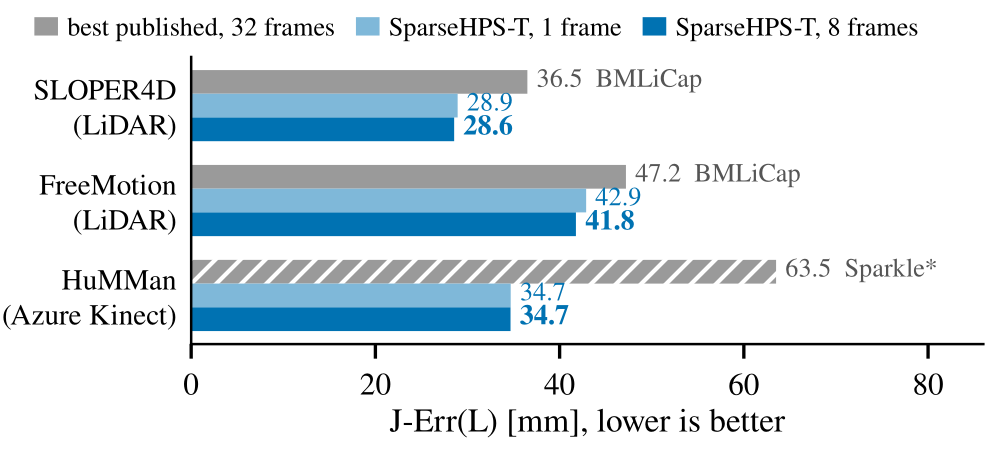 best published, 32 frames SparseHPS-T, 1 frame SparseHPS-T, 8 frames
SLOPER4D
(LiDAR)
36.5 BMLiCap
28.9
28.6
FreeMotion
(LiDAR)
47.2 BMLiCap
42.9
41.8
HuMMan
(Azure Kinect)
63.5 Sparkle*
34.7
34.7
0 20 40 60 80
J-Err(L) [mm], lower is better